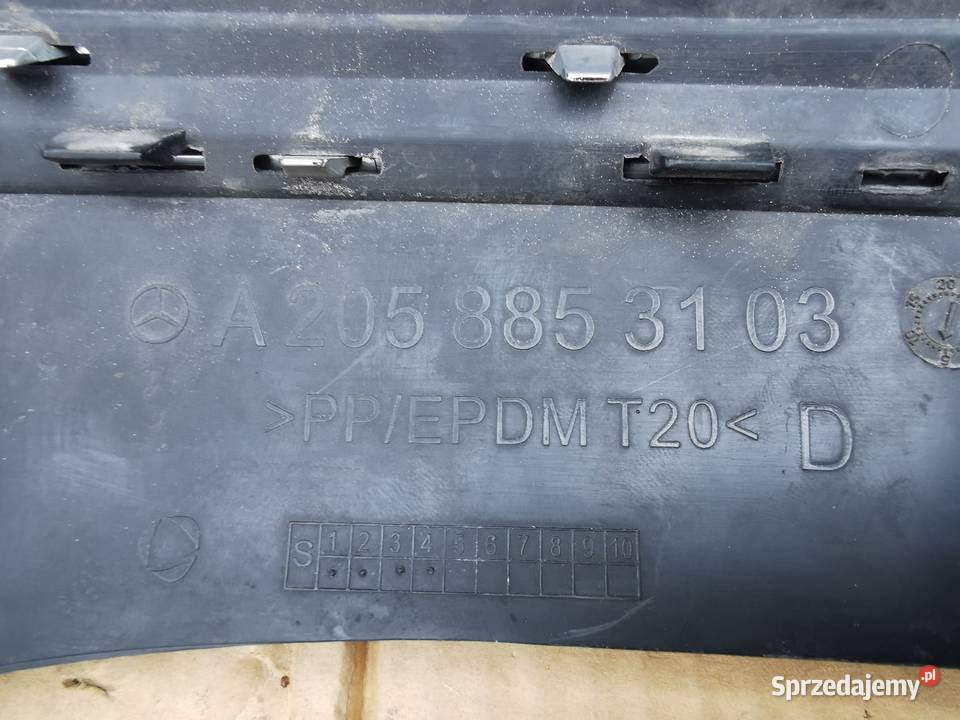 A 205 885 31 03
>PP/EPDM T20< D
S 1 2 3 4 5 6 7 8 9 10
Sprzedajemy.pl